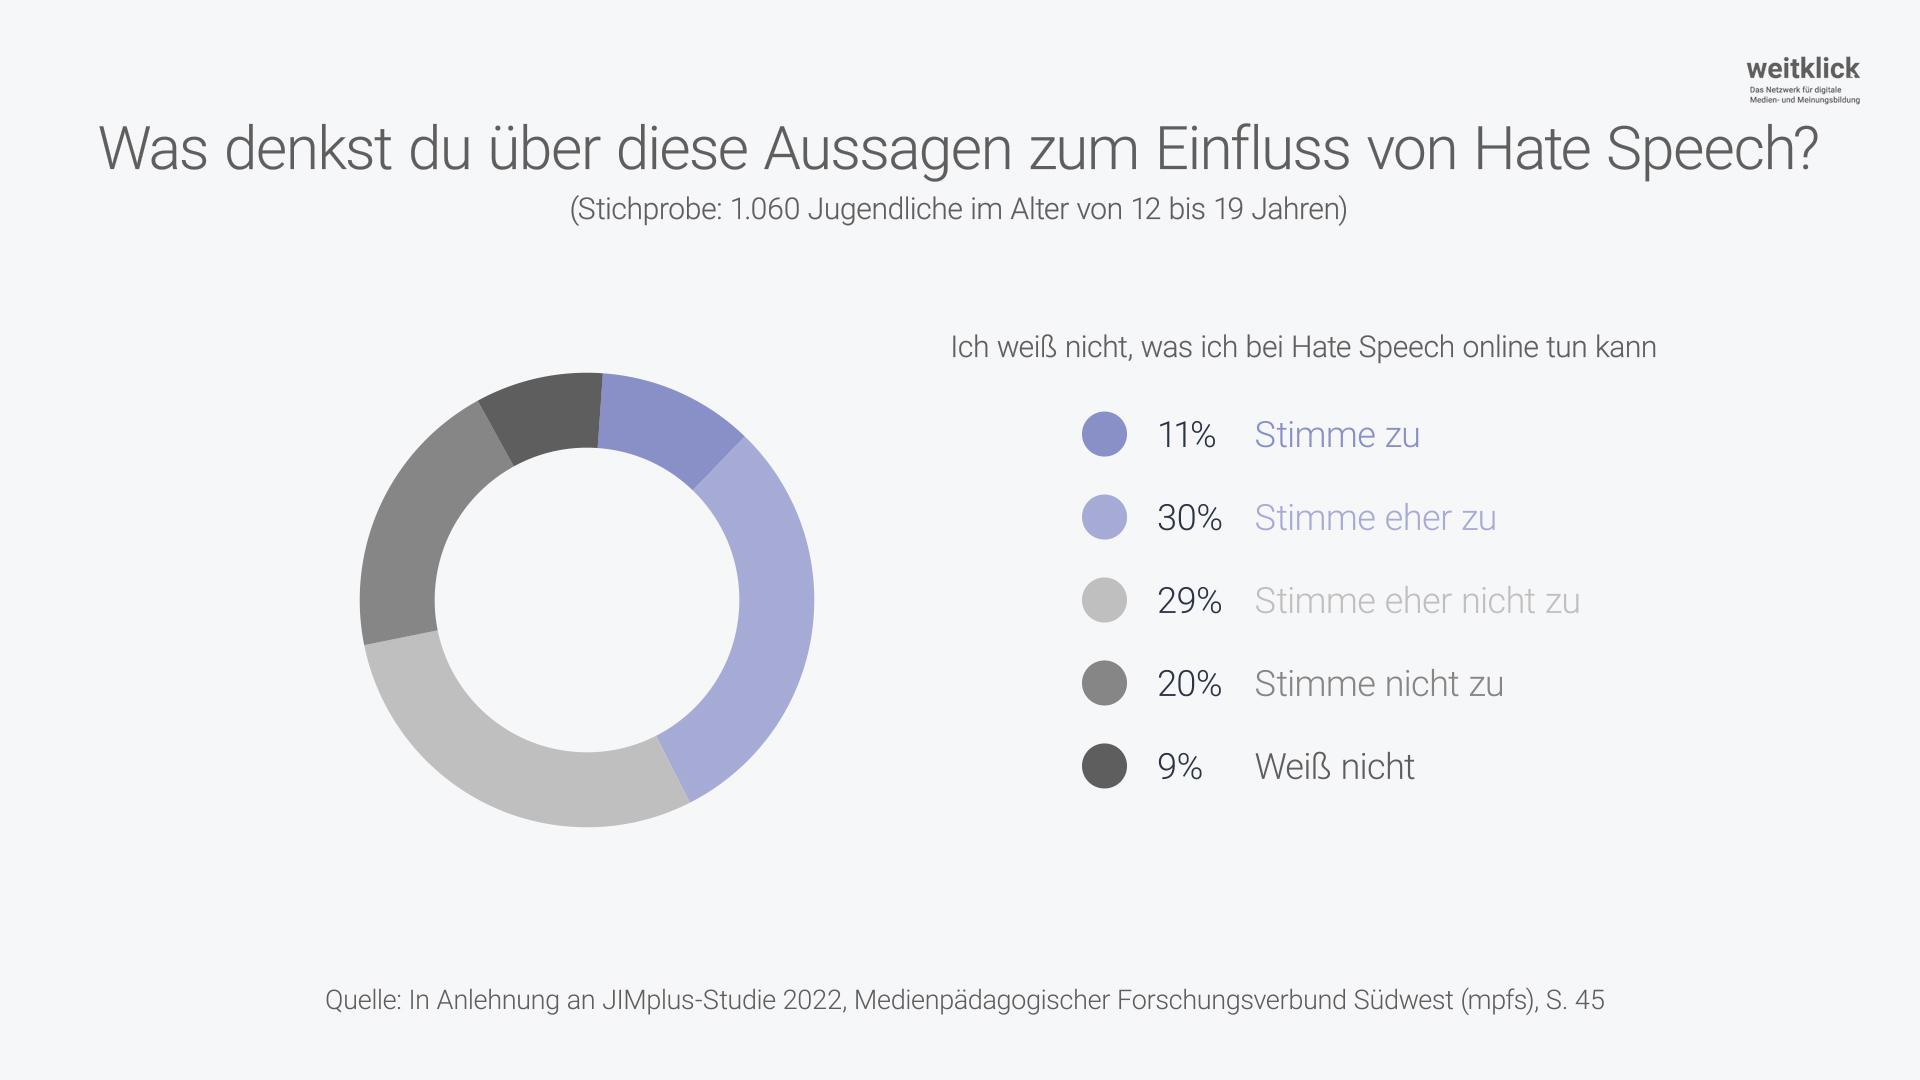 weitklick
Das Netzwerk für digitale
Medien- und Meinungsbildung
Was denkst du über diese Aussagen zum Einfluss von Hate Speech?
(Stichprobe: 1.060 Jugendliche im Alter von 12 bis 19 Jahren)
Ich weiß nicht, was ich bei Hate Speech online tun kann
11% Stimme zu
30% Stimme eher zu
29% Stimme eher nicht zu
20% Stimme nicht zu
9% Weiß nicht
Quelle: In Anlehnung an JIMplus-Studie 2022, Medienpädagogischer Forschungsverbund Südwest (mpfs), S. 45